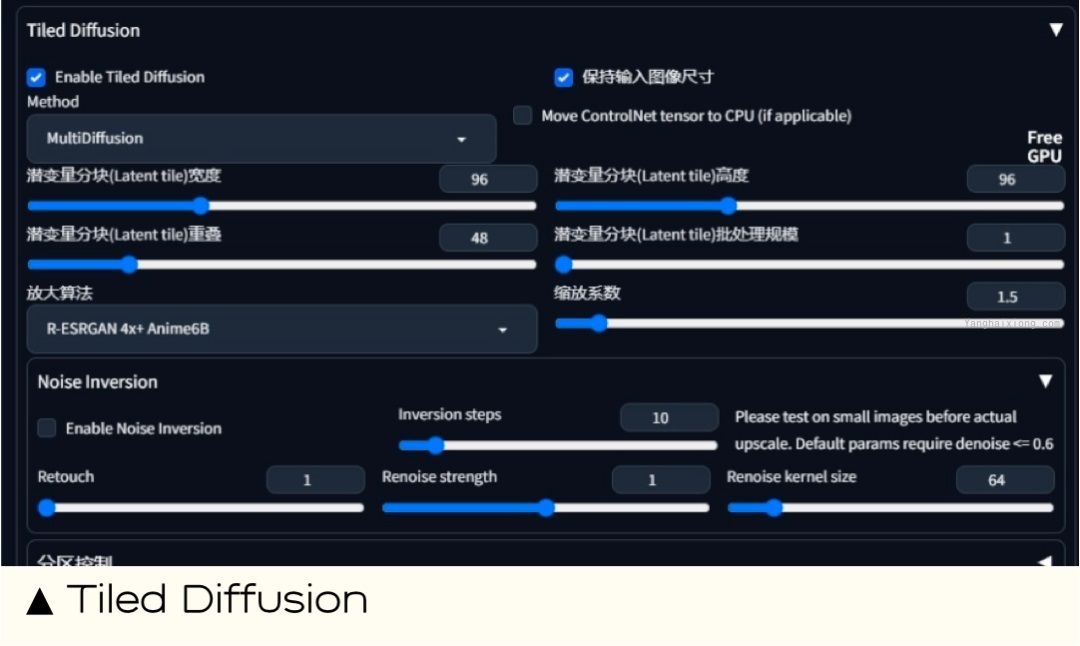 Tiled Diffusion ▼
Enable Tiled Diffusion
保持输入图像尺寸
Method
Move ControlNet tensor to CPU (if applicable)
MultiDiffusion
Free
GPU
潜变量分块(Latent tile)宽度 96
潜变量分块(Latent tile)高度 96
潜变量分块(Latent tile)重叠 48
潜变量分块(Latent tile)批处理规模 1
放大算法
缩放系数 1.5
R-ESRGAN 4x+ Anime6B
Yanghaixiong.com
Noise Inversion ▼
Enable Noise Inversion
Inversion steps 10
Please test on small images before actual
upscale. Default params require denoise <= 0.6
Retouch 1
Renoise strength 1
Renoise kernel size 64
分区控制 ◀
▲ Tiled Diffusion